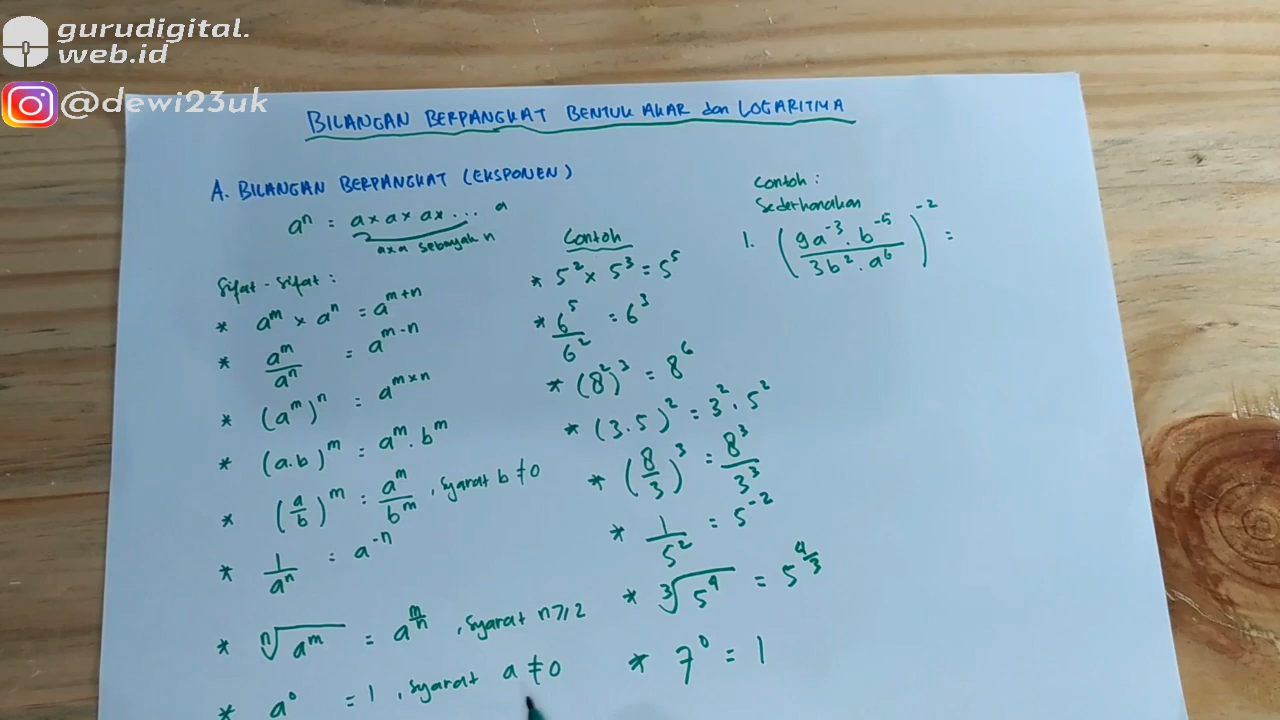 gurudigital.
web.id
@dewi23uk
BILANGAN BERPANGKAT BENTUK AKAR dan LOGARITMA
A. BILANGAN BERPANGKAT (EKSPONEN)
aⁿ = a x a x a x ... a
axa sebanyak n
Sifat - Sifat :
* aᵐ x aⁿ = aᵐ⁺ⁿ
* aᵐ/aⁿ = aᵐ⁻ⁿ
* (aᵐ)ⁿ = aᵐˣⁿ
* (a.b)ᵐ = aᵐ. bᵐ
* (a/b)ᵐ = aᵐ/bᵐ , syarat b ≠ 0
* 1/aⁿ = a⁻ⁿ
* ⁿ√aᵐ = a^(m/n) , syarat n ≥ 2
* a⁰ = 1 , syarat a ≠ 0
Contoh
* 5² x 5³ = 5⁵
* 6⁵/6² = 6³
* (8²)³ = 8⁶
* (3.5)² = 3² . 5²
* (8/3)³ = 8³/3³
* 1/5² = 5⁻²
* ³√5⁴ = 5^(4/3)
* 7⁰ = 1
Contoh :
Sederhanakan
1. (9a⁻³ . b⁻⁵ / 3b² . a⁶)⁻² =